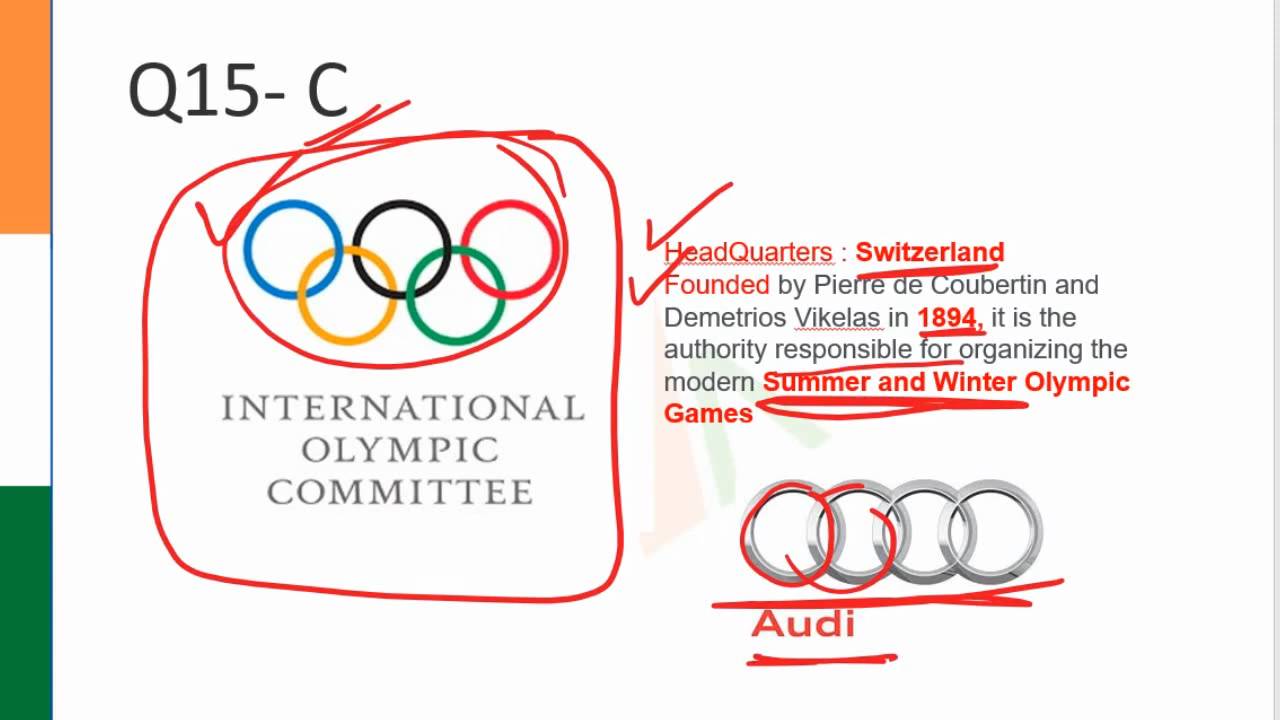 Q15- C
INTERNATIONAL
OLYMPIC
COMMITTEE
HeadQuarters : Switzerland
Founded by Pierre de Coubertin and
Demetrios Vikelas in 1894, it is the
authority responsible for organizing the
modern Summer and Winter Olympic
Games
Audi